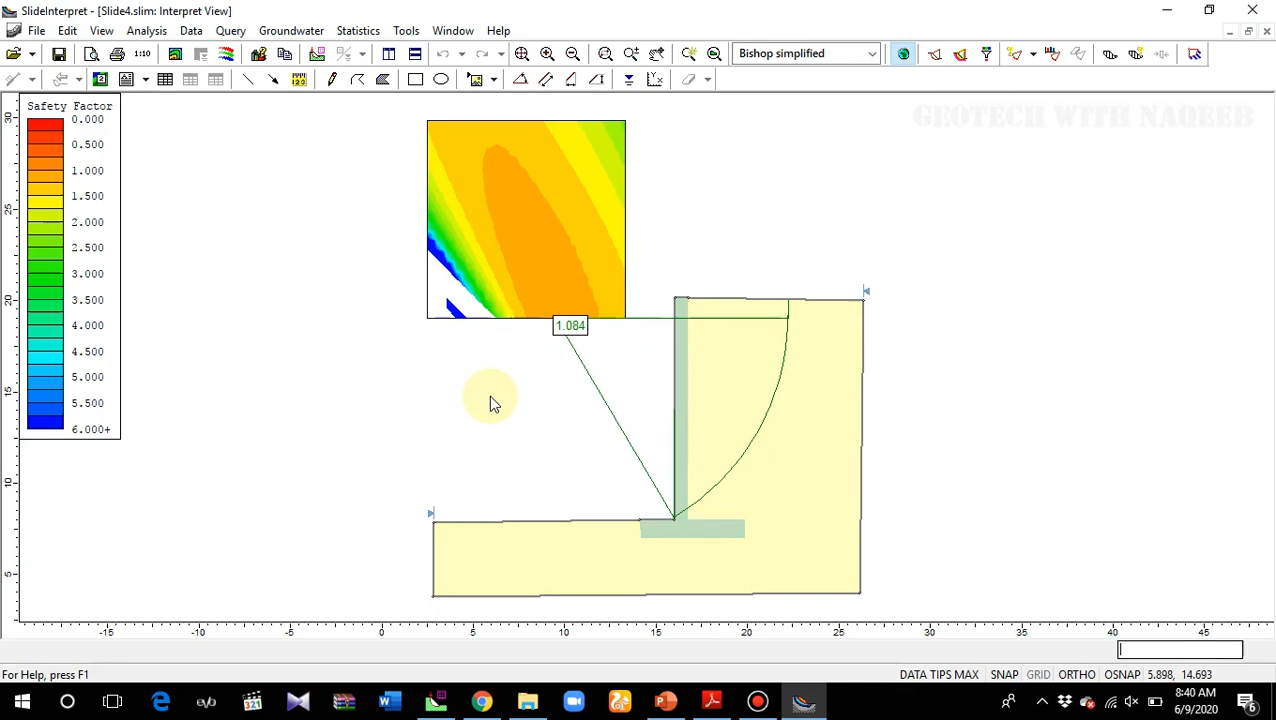 SlideInterpret - [Slide4.slim: Interpret View]
File Edit View Analysis Data Query Groundwater Statistics Tools Window Help
1:10
Bishop simplified
GEOTECH WITH NAQEEB
Safety Factor
0.000
0.500
1.000
1.500
2.000
2.500
3.000
3.500
4.000
4.500
5.000
5.500
6.000+
30
25
20
15
10
5
1.084
-15 -10 -5 0 5 10 15 20 25 30 35 40 45
For Help, press F1
DATA TIPS MAX SNAP GRID ORTHO OSNAP 5.898, 14.693
8:40 AM
6/9/2020
6